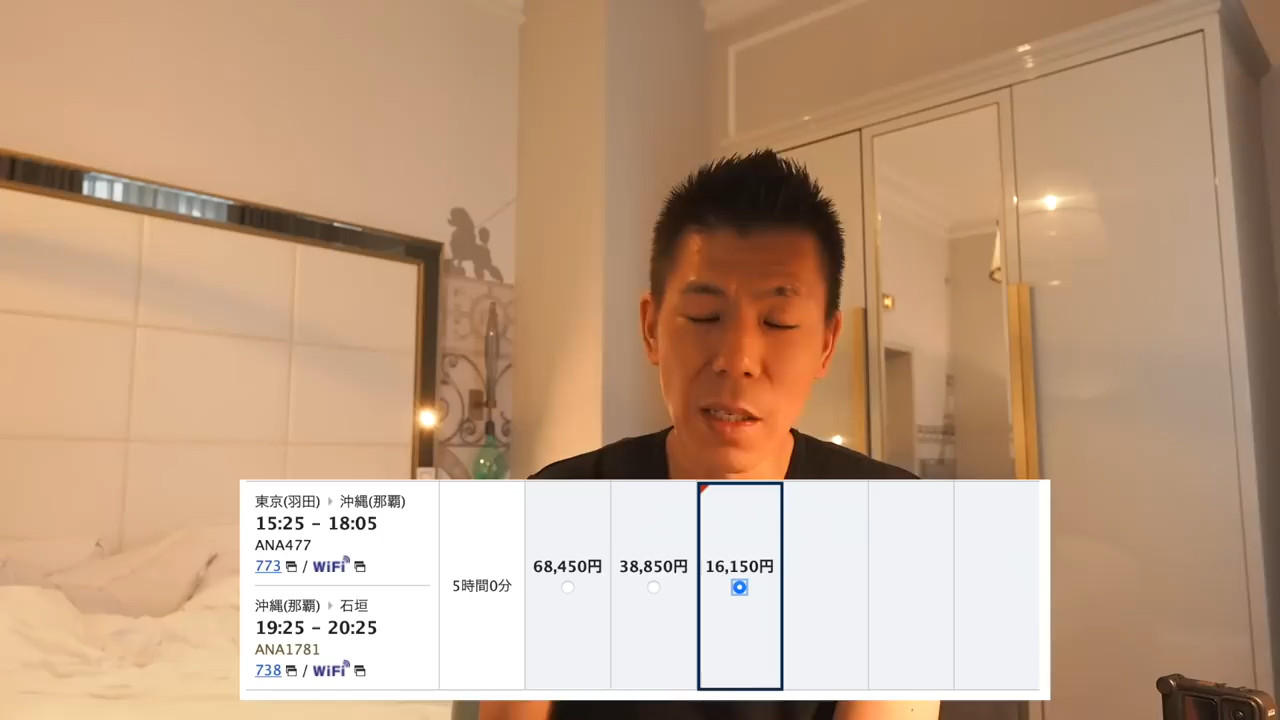 東京(羽田) 沖縄(那覇)
15:25 – 18:05
ANA477
773 / WiFi
沖縄(那覇) 石垣
19:25 – 20:25
ANA1781
738 / WiFi
5時間0分
68,450円
38,850円
16,150円